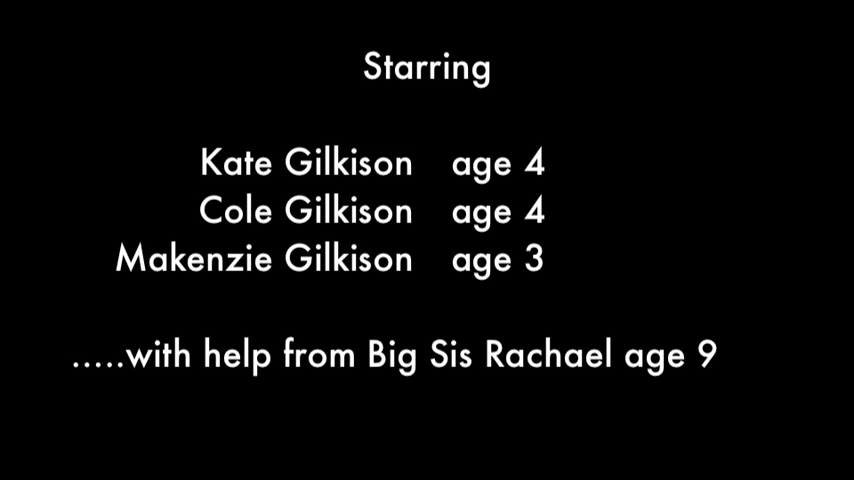 Starring
Kate Gilkison age 4
Cole Gilkison age 4
Makenzie Gilkison age 3
.....with help from Big Sis Rachael age 9